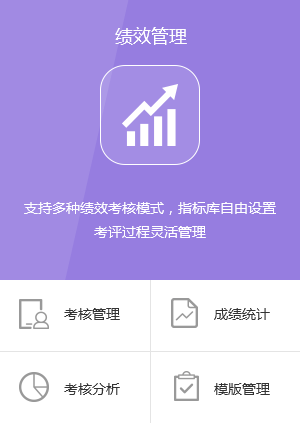 绩效管理
支持多种绩效考核模式，指标库自由设置
考评过程灵活管理
考核管理
成绩统计
考核分析
模版管理